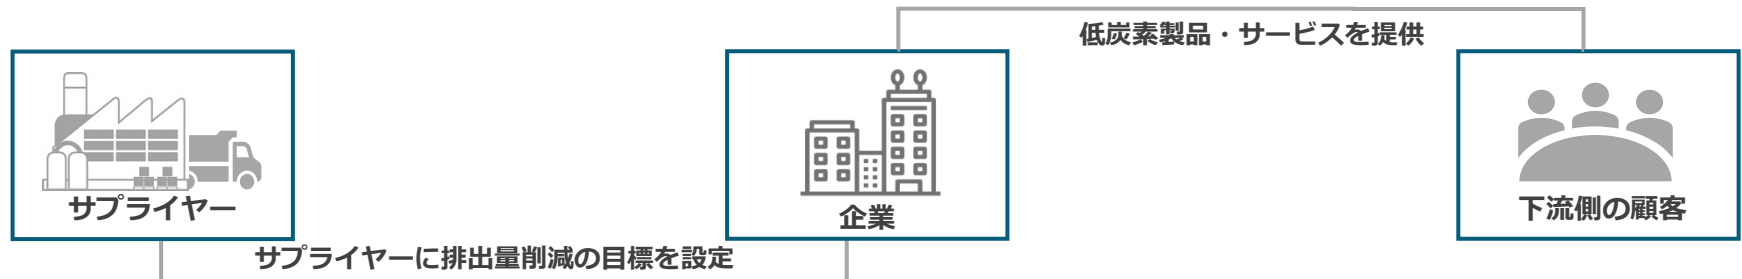 低炭素製品・サービスを提供
サプライヤー
企業
下流側の顧客
サプライヤーに排出量削減の目標を設定